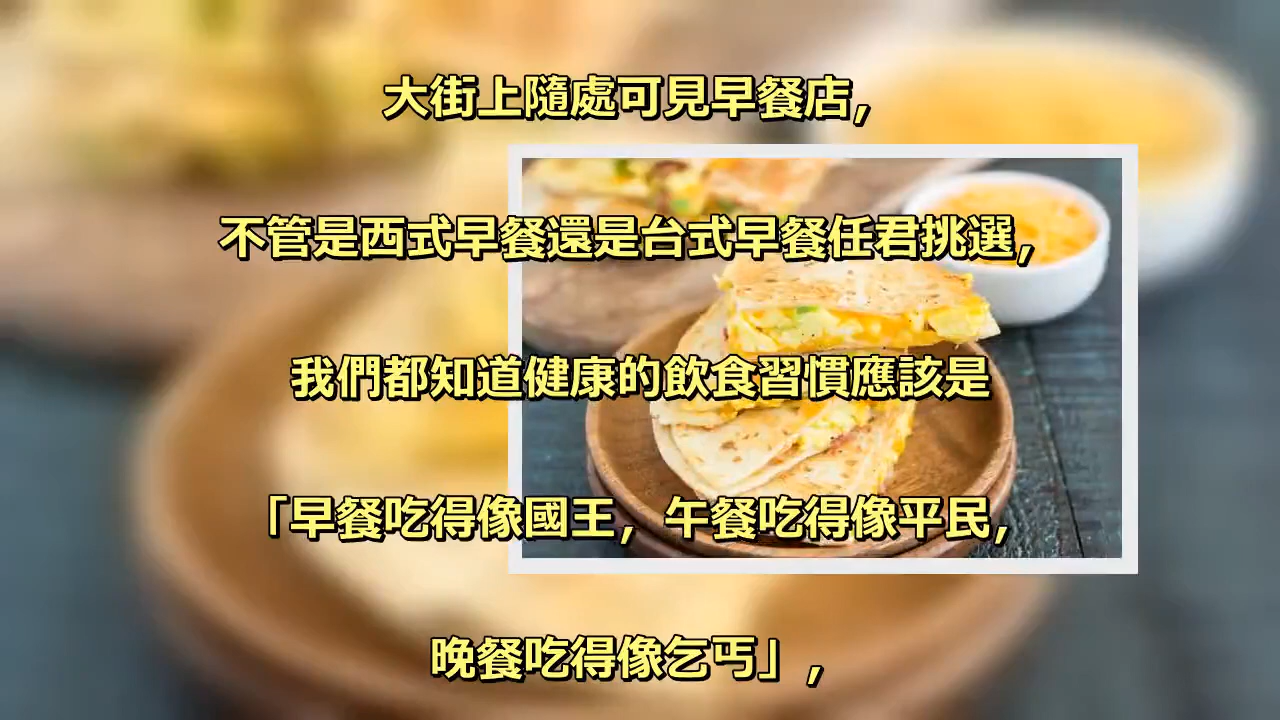 大街上隨處可見早餐店,
不管是西式早餐還是台式早餐任君挑選,
我們都知道健康的飲食習慣應該是
「早餐吃得像國王，午餐吃得像平民,
晚餐吃得像乞丐」,